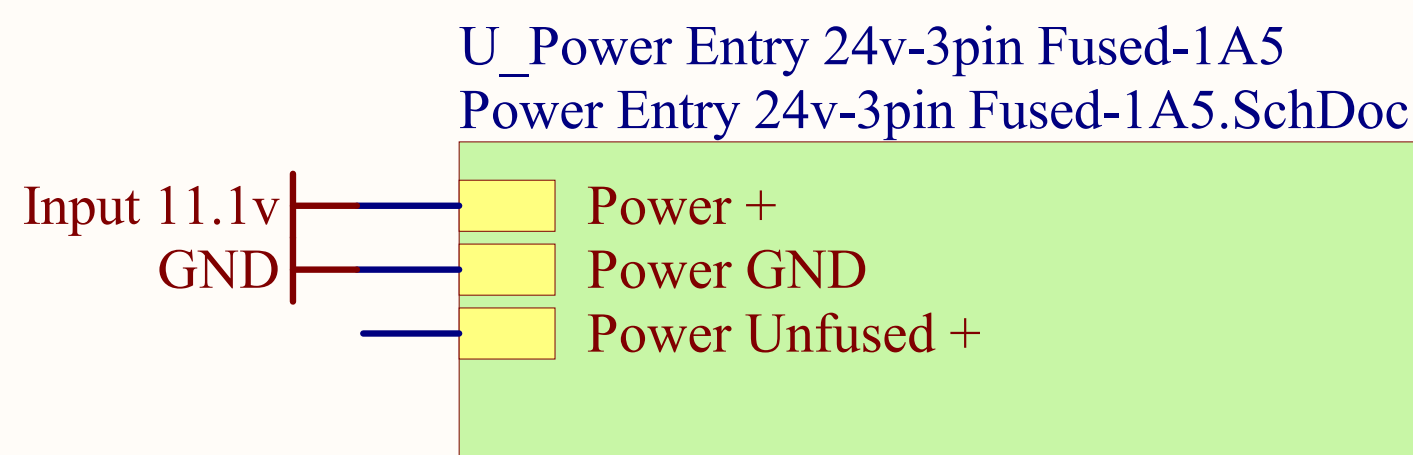 U_Power Entry 24v-3pin Fused-1A5
Power Entry 24v-3pin Fused-1A5.SchDoc
Input 11.1v Power +
GND Power GND
Power Unfused +